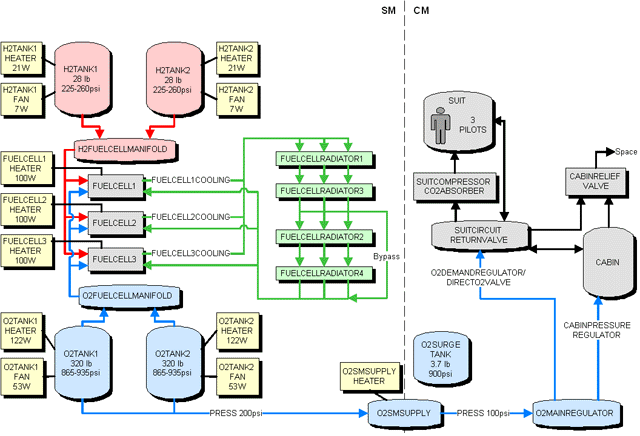 SM
CM
H2TANK1
HEATER
21W
H2TANK1
FAN
7W
H2TANK1
28 lb
225-260psi
H2TANK2
28 lb
225-260psi
H2TANK2
HEATER
21W
H2TANK2
FAN
7W
H2FUELCELLMANIFOLD
FUELCELL1
HEATER
100W
FUELCELL2
HEATER
100W
FUELCELL3
HEATER
100W
FUELCELL1
FUELCELL2
FUELCELL3
FUELCELL1COOLING
FUELCELL2COOLING
FUELCELL3COOLING
FUELCELLRADIATOR1
FUELCELLRADIATOR3
FUELCELLRADIATOR2
FUELCELLRADIATOR4
Bypass
O2FUELCELLMANIFOLD
O2TANK1
HEATER
122W
O2TANK1
FAN
53W
O2TANK1
320 lb
865-935psi
O2TANK2
320 lb
865-935psi
O2TANK2
HEATER
122W
O2TANK2
FAN
53W
PRESS 200psi
O2SMSUPPLY
HEATER
O2SMSUPPLY
PRESS 100psi
O2MAINREGULATOR
O2SURGE
TANK
3.7 lb
900psi
SUIT
3
PILOTS
SUITCOMPRESSOR
CO2ABSORBER
SUITCIRCUIT
RETURNVALVE
Space
CABINRELIEF
VALVE
CABIN
O2DEMANDREGULATOR/
DIRECTO2VALVE
CABINPRESSURE
REGULATOR